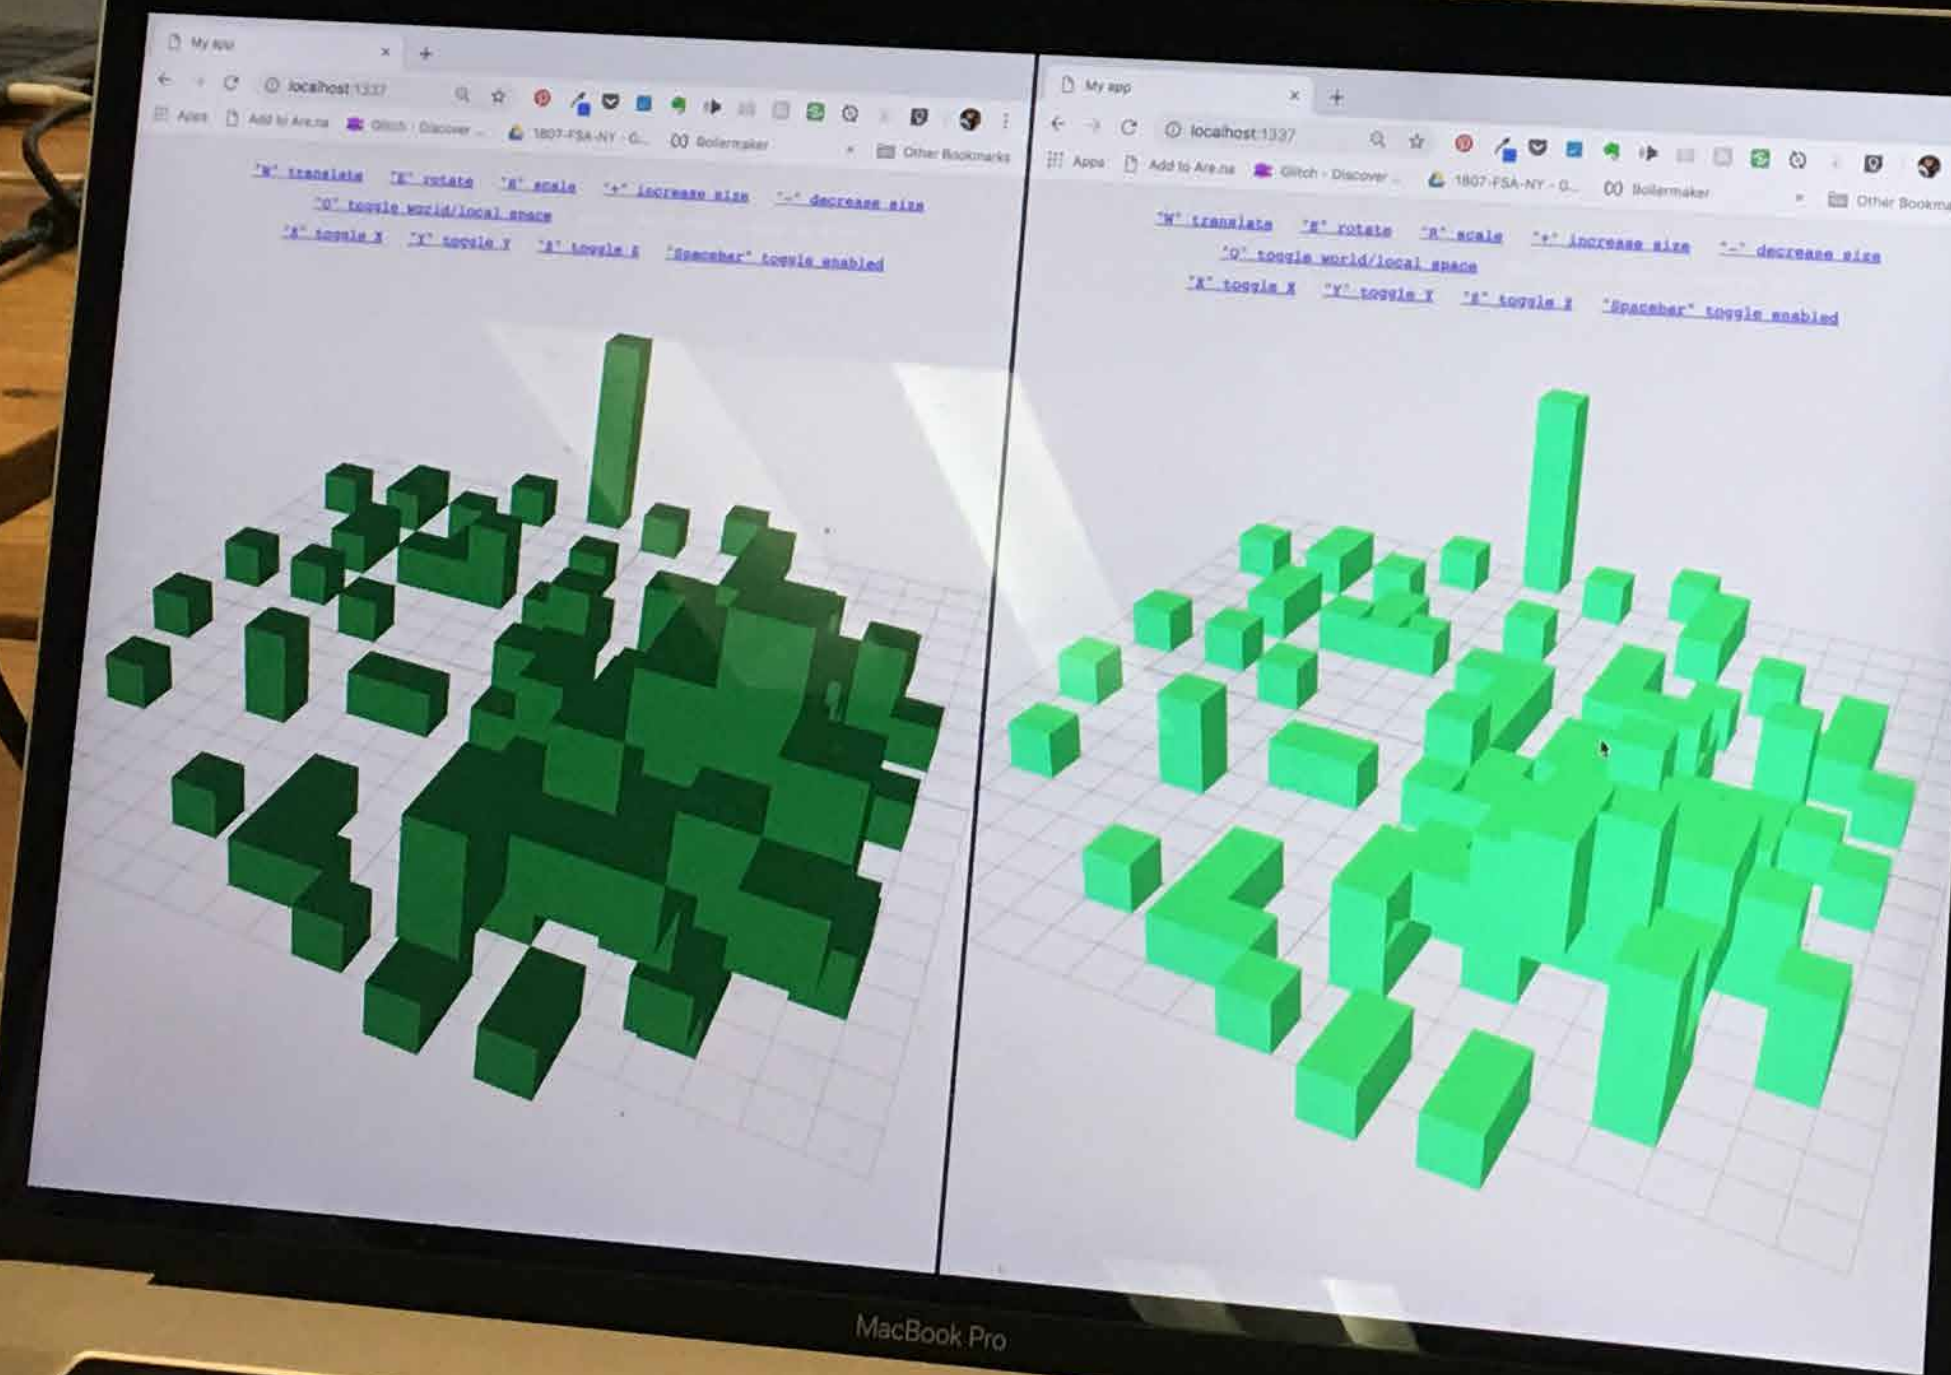 My app
localhost:1337
Apps Add to Are.na Glitch - Discover ... 1807-FSA-NY - G... Boilermaker » Other Bookmarks
"W" translate "E" rotate "R" scale "+" increase size "-" decrease size
"Q" toggle world/local space
"X" toggle X "Y" toggle Y "Z" toggle Z "Spacebar" toggle enabled
My app
localhost:1337
Apps Add to Are.na Glitch - Discover ... 1807-FSA-NY - G... Boilermaker » Other Bookma
"W" translate "E" rotate "R" scale "+" increase size "-" decrease size
"Q" toggle world/local space
"X" toggle X "Y" toggle Y "Z" toggle Z "Spacebar" toggle enabled
MacBook Pro